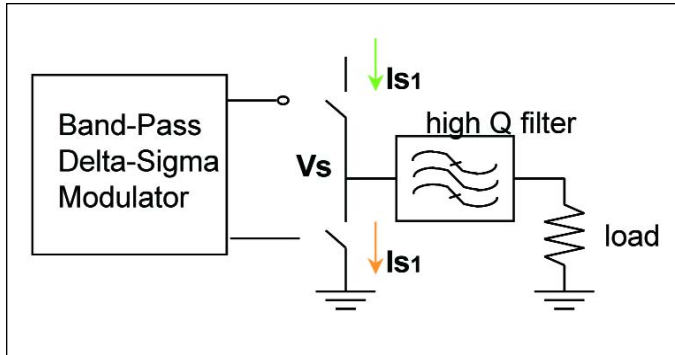 Is1
Band-Pass
Delta-Sigma
Modulator
high Q filter
Vs
load
Is1